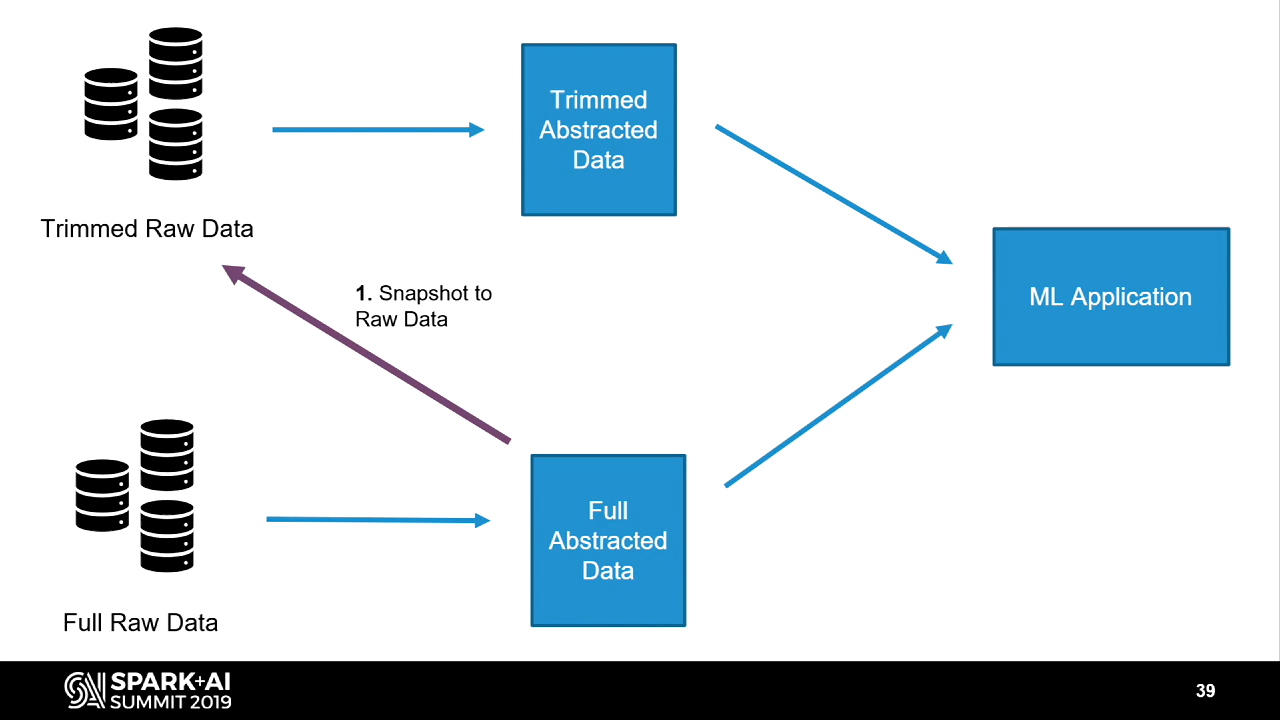 Trimmed
Abstracted
Data
Trimmed Raw Data
ML Application
1. Snapshot to
Raw Data
Full
Abstracted
Data
Full Raw Data
SPARK+AI
SUMMIT 2019
39